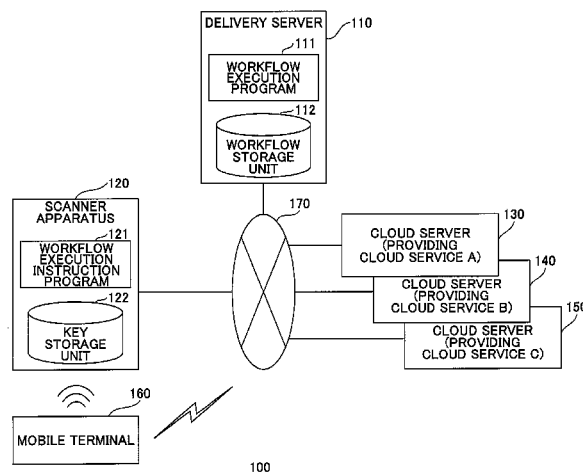 DELIVERY SERVER
110
111
WORKFLOW
EXECUTION
PROGRAM
112
WORKFLOW
STORAGE
UNIT
120
SCANNER
APPARATUS
121
WORKFLOW
EXECUTION
INSTRUCTION
PROGRAM
122
KEY
STORAGE
UNIT
170
130
CLOUD SERVER
(PROVIDING
CLOUD SERVICE A)
140
CLOUD SERVER
(PROVIDING
CLOUD SERVICE B)
150
CLOUD SERVER
(PROVIDING
CLOUD SERVICE C)
160
MOBILE TERMINAL
100